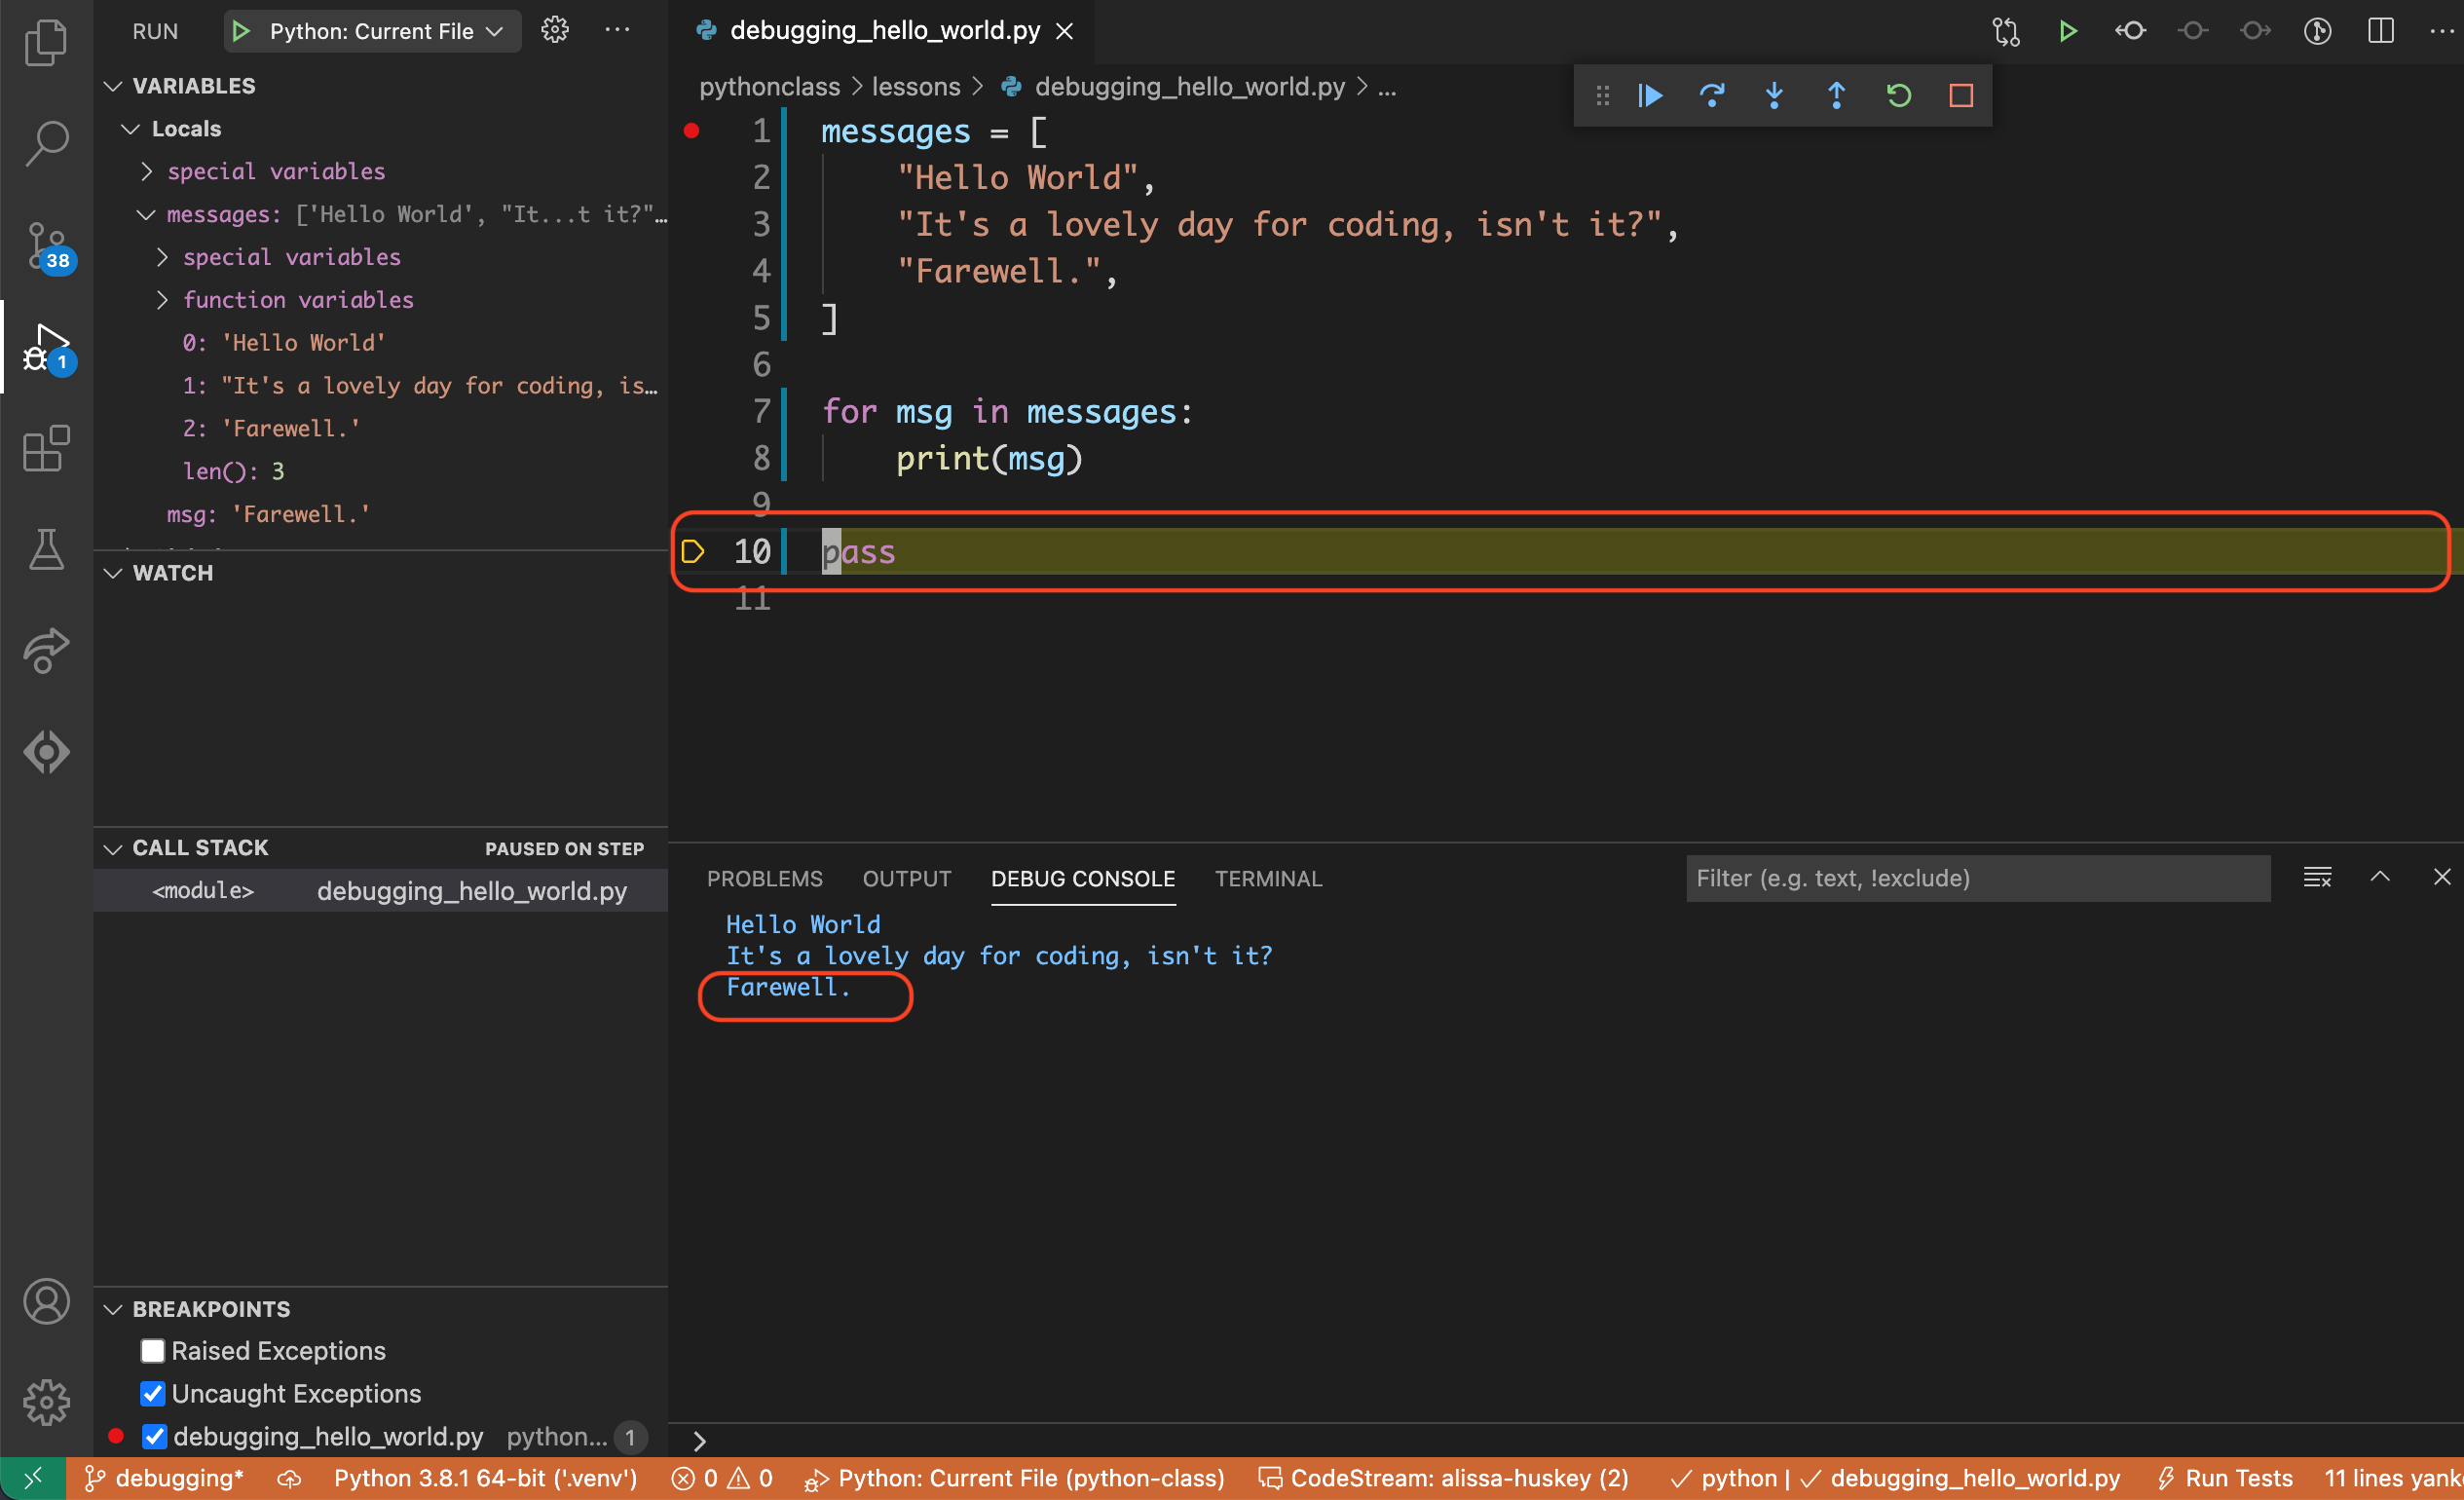 RUN
Python: Current File
VARIABLES
Locals
special variables
messages: ['Hello World', "It...t it?"…
special variables
function variables
0: 'Hello World'
1: "It's a lovely day for coding, is…
2: 'Farewell.'
len(): 3
msg: 'Farewell.'
WATCH
CALL STACK PAUSED ON STEP
<module> debugging_hello_world.py
BREAKPOINTS
Raised Exceptions
Uncaught Exceptions
debugging_hello_world.py python... 1
38
1
debugging_hello_world.py
pythonclass > lessons > debugging_hello_world.py > ...
1 messages = [
2 "Hello World",
3 "It's a lovely day for coding, isn't it?",
4 "Farewell.",
5 ]
6
7 for msg in messages:
8 print(msg)
9
10 pass
11
PROBLEMS OUTPUT DEBUG CONSOLE TERMINAL Filter (e.g. text, !exclude)
Hello World
It's a lovely day for coding, isn't it?
Farewell.
debugging* Python 3.8.1 64-bit ('.venv') 0 0 Python: Current File (python-class) CodeStream: alissa-huskey (2) python | debugging_hello_world.py Run Tests 11 lines yank